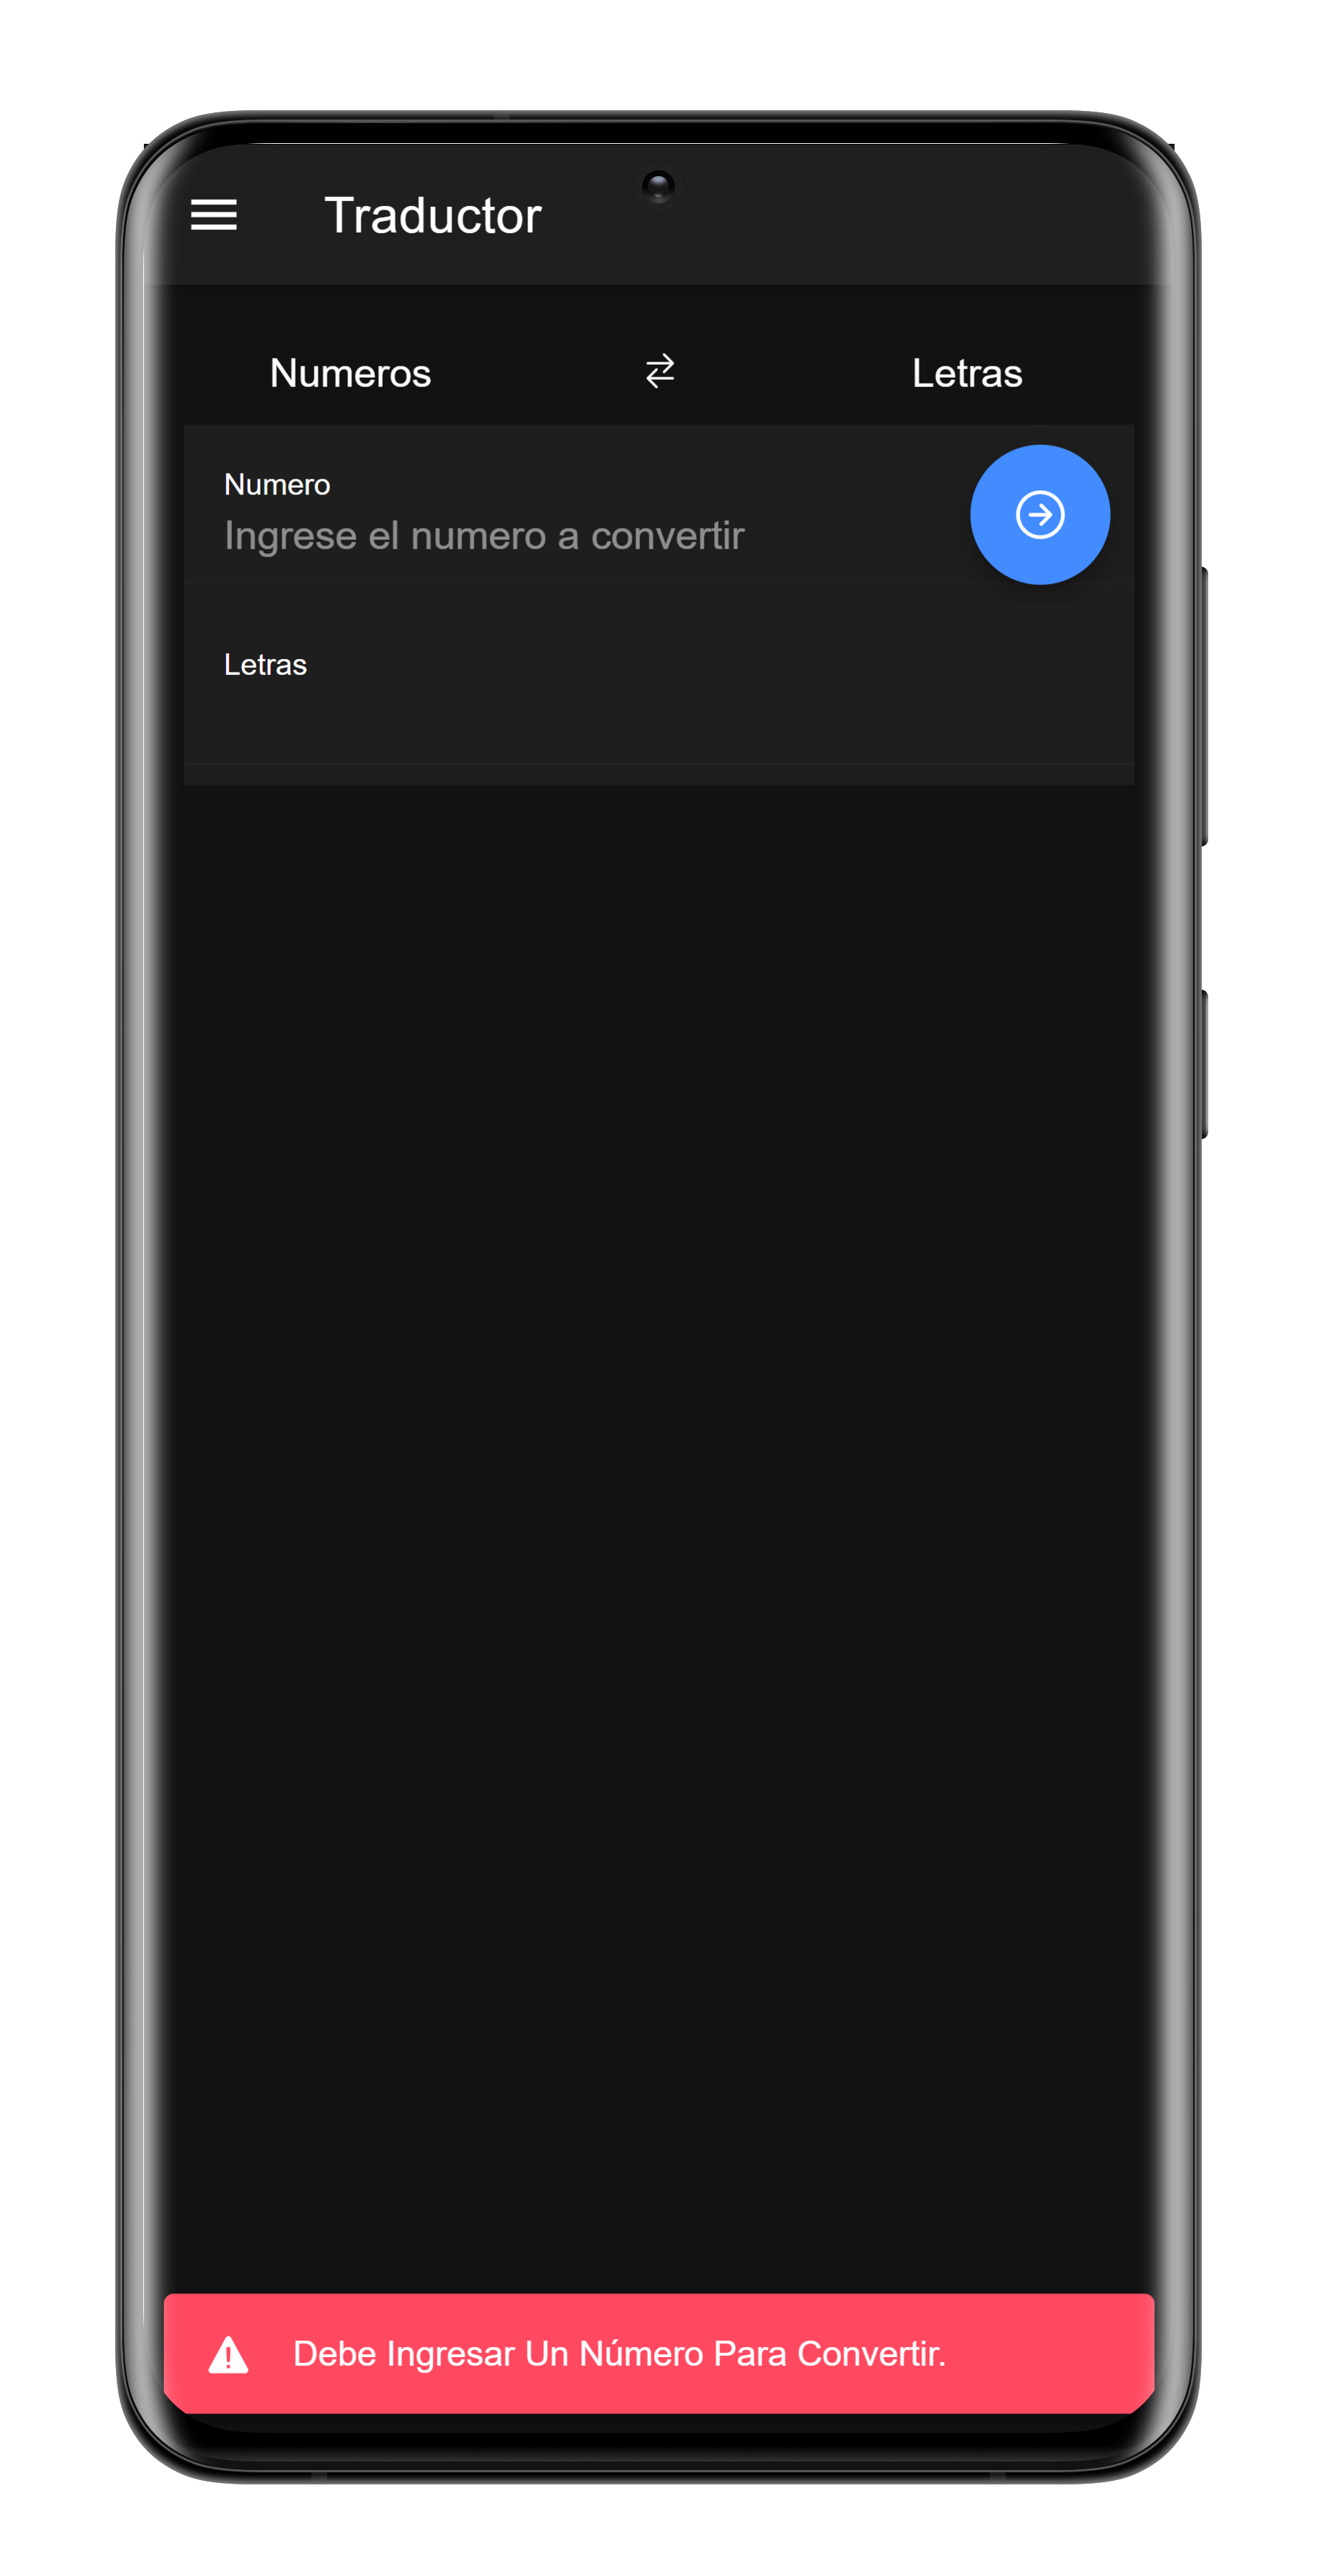 Traductor
Numeros
Letras
Numero
Ingrese el numero a convertir
Letras
Debe Ingresar Un Número Para Convertir.